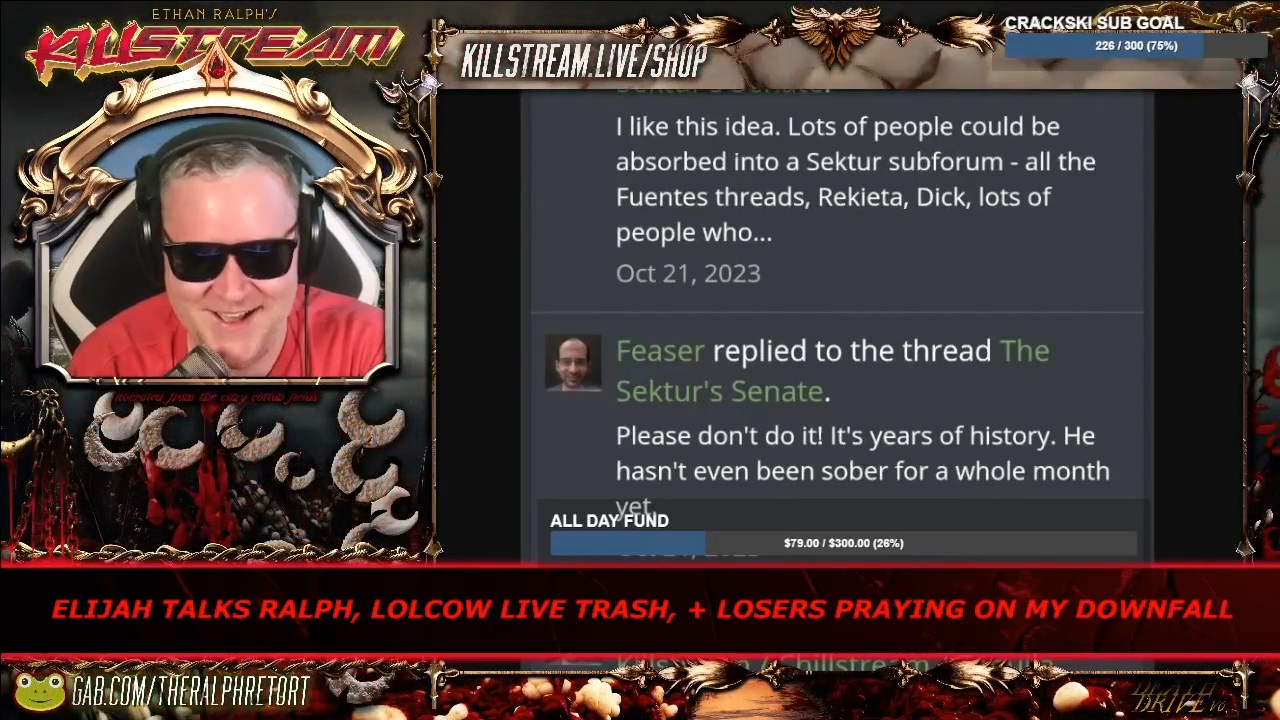 ETHAN RALPH'S
KILLSTREAM
KILLSTREAM.LIVE/SHOP
CRACKSKI SUB GOAL
226 / 300 (75%)
Sektur's Senate.
I like this idea. Lots of people could be
absorbed into a Sektur subforum - all the
Fuentes threads, Rekieta, Dick, lots of
people who...
Oct 21, 2023
Feaser replied to the thread The
Sektur's Senate.
Please don't do it! It's years of history. He
hasn't even been sober for a whole month
yet.
ALL DAY FUND
$79.00 / $300.00 (26%)
ELIJAH TALKS RALPH, LOLCOW LIVE TRASH, + LOSERS PRAYING ON MY DOWNFALL
GAB.COM/THERALPHRETORT